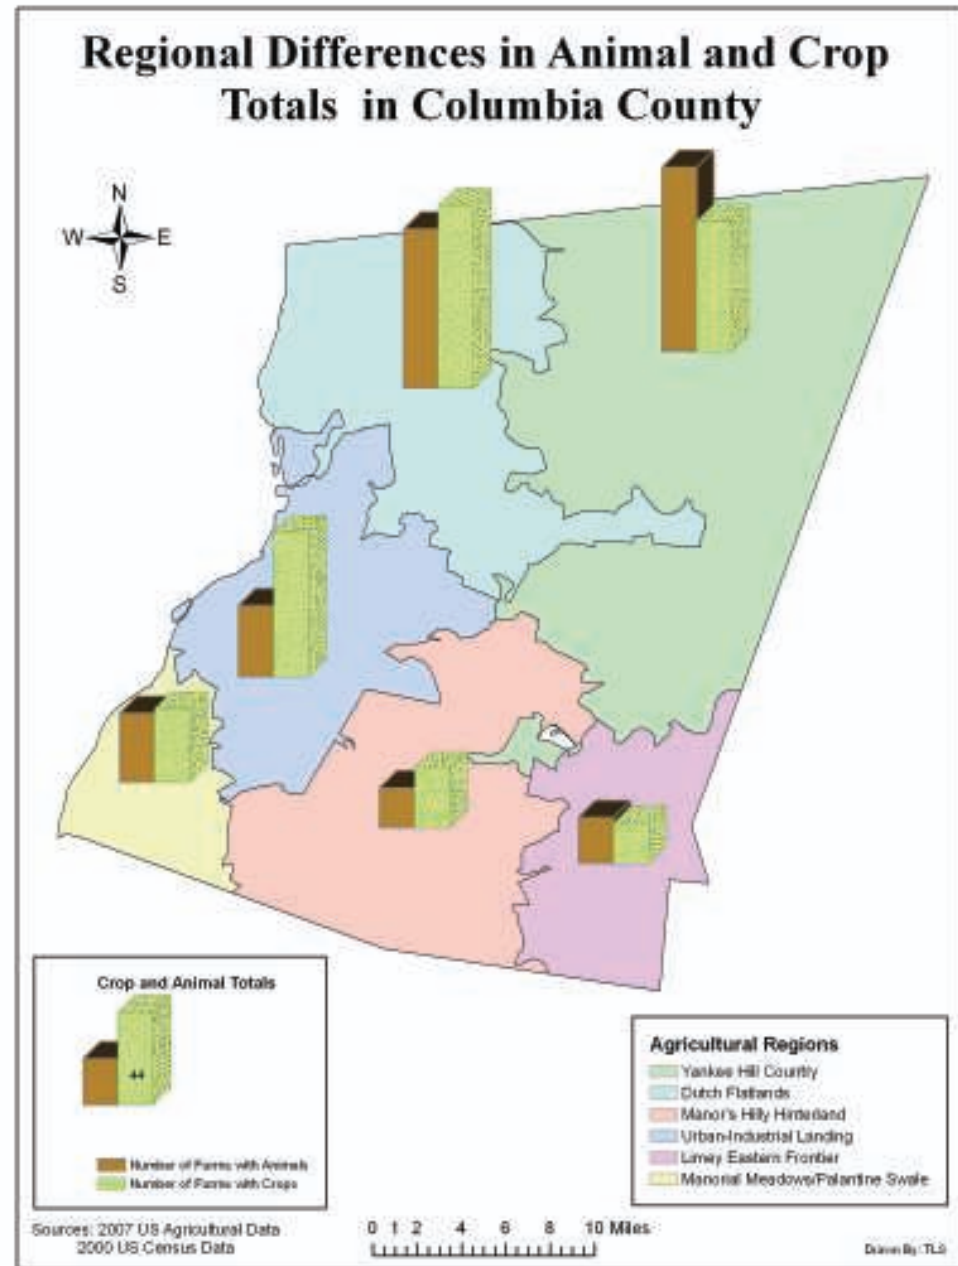 Regional Differences in Animal and Crop
Totals in Columbia County
N
W E
S
Crop and Animal Totals
44
Number of Farms with Animals
Number of Farms with Crops
Agricultural Regions
Yankee Hill Country
Dutch Flatlands
Manor's Hilly Hinterland
Urban-Industrial Landing
Limey Eastern Frontier
Manorial Meadows/Palantine Swale
Sources: 2007 US Agricultural Data
2000 US Census Data
0 1 2 4 6 8 10 Miles
Drawn By: TLS